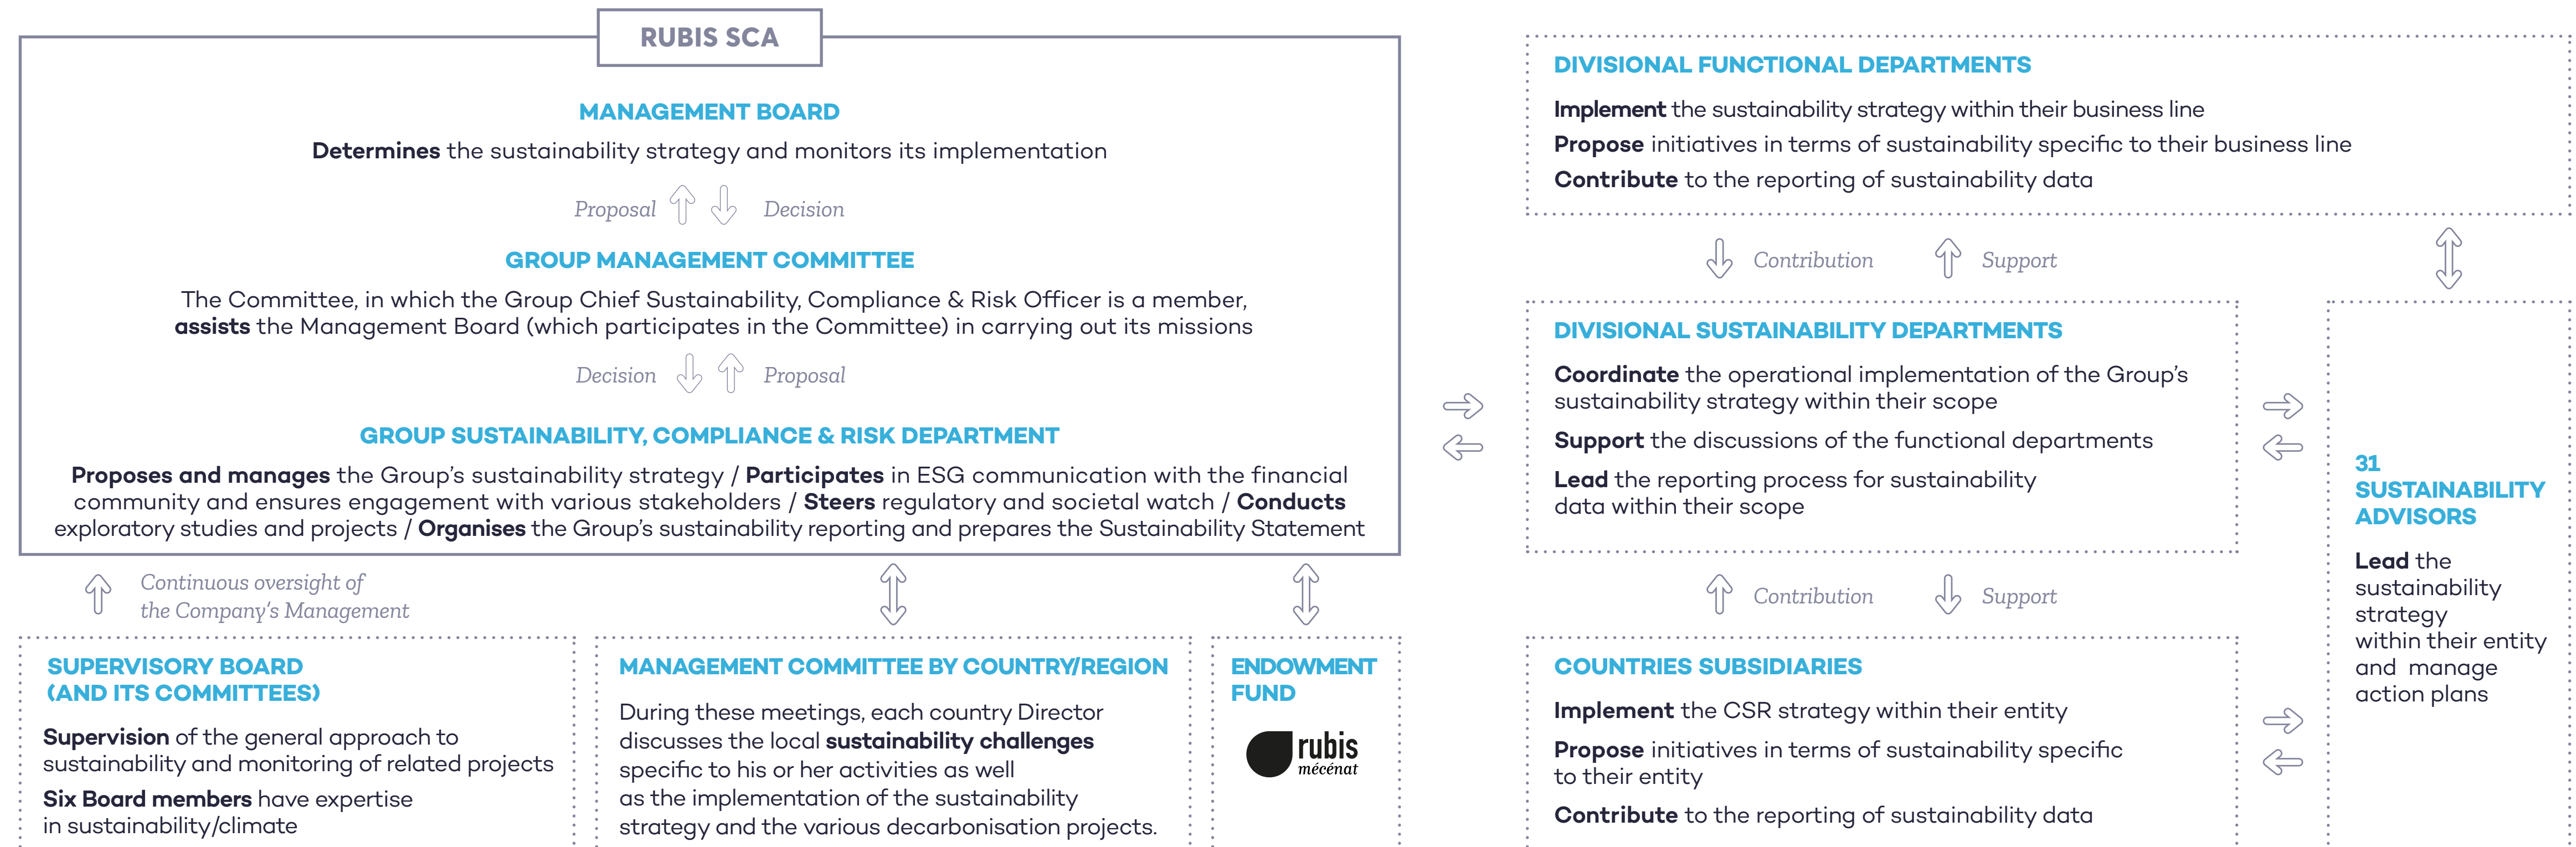 RUBIS SCA
MANAGEMENT BOARD
Determines the sustainability strategy and monitors its implementation
Proposal Decision
GROUP MANAGEMENT COMMITTEE
The Committee, in which the Group Chief Sustainability, Compliance & Risk Officer is a member,
assists the Management Board (which participates in the Committee) in carrying out its missions
Decision Proposal
GROUP SUSTAINABILITY, COMPLIANCE & RISK DEPARTMENT
Proposes and manages the Group's sustainability strategy / Participates in ESG communication with the financial
community and ensures engagement with various stakeholders / Steers regulatory and societal watch / Conducts
exploratory studies and projects / Organises the Group's sustainability reporting and prepares the Sustainability Statement
Continuous oversight of
the Company's Management
SUPERVISORY BOARD
(AND ITS COMMITTEES)
Supervision of the general approach to
sustainability and monitoring of related projects
Six Board members have expertise
in sustainability/climate
MANAGEMENT COMMITTEE BY COUNTRY/REGION
During these meetings, each country Director
discusses the local sustainability challenges
specific to his or her activities as well
as the implementation of the sustainability
strategy and the various decarbonisation projects.
ENDOWMENT
FUND
rubis
mécénat
DIVISIONAL FUNCTIONAL DEPARTMENTS
Implement the sustainability strategy within their business line
Propose initiatives in terms of sustainability specific to their business line
Contribute to the reporting of sustainability data
Contribution Support
DIVISIONAL SUSTAINABILITY DEPARTMENTS
Coordinate the operational implementation of the Group's
sustainability strategy within their scope
Support the discussions of the functional departments
Lead the reporting process for sustainability
data within their scope
Contribution Support
COUNTRIES SUBSIDIARIES
Implement the CSR strategy within their entity
Propose initiatives in terms of sustainability specific
to their entity
Contribute to the reporting of sustainability data
31
SUSTAINABILITY
ADVISORS
Lead the
sustainability
strategy
within their entity
and manage
action plans